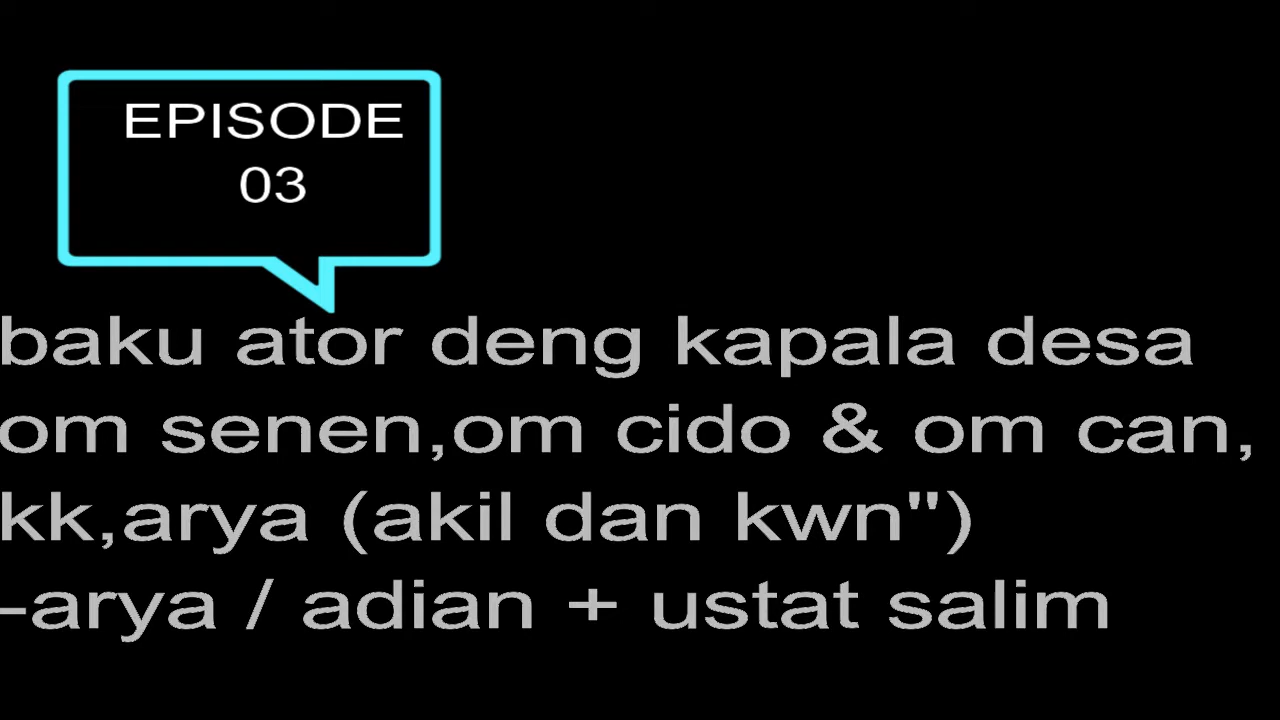 EPISODE
03
baku ator deng kapala desa
om senen,om cido & om can,
kk,arya (akil dan kwn")
-arya / adian + ustat salim